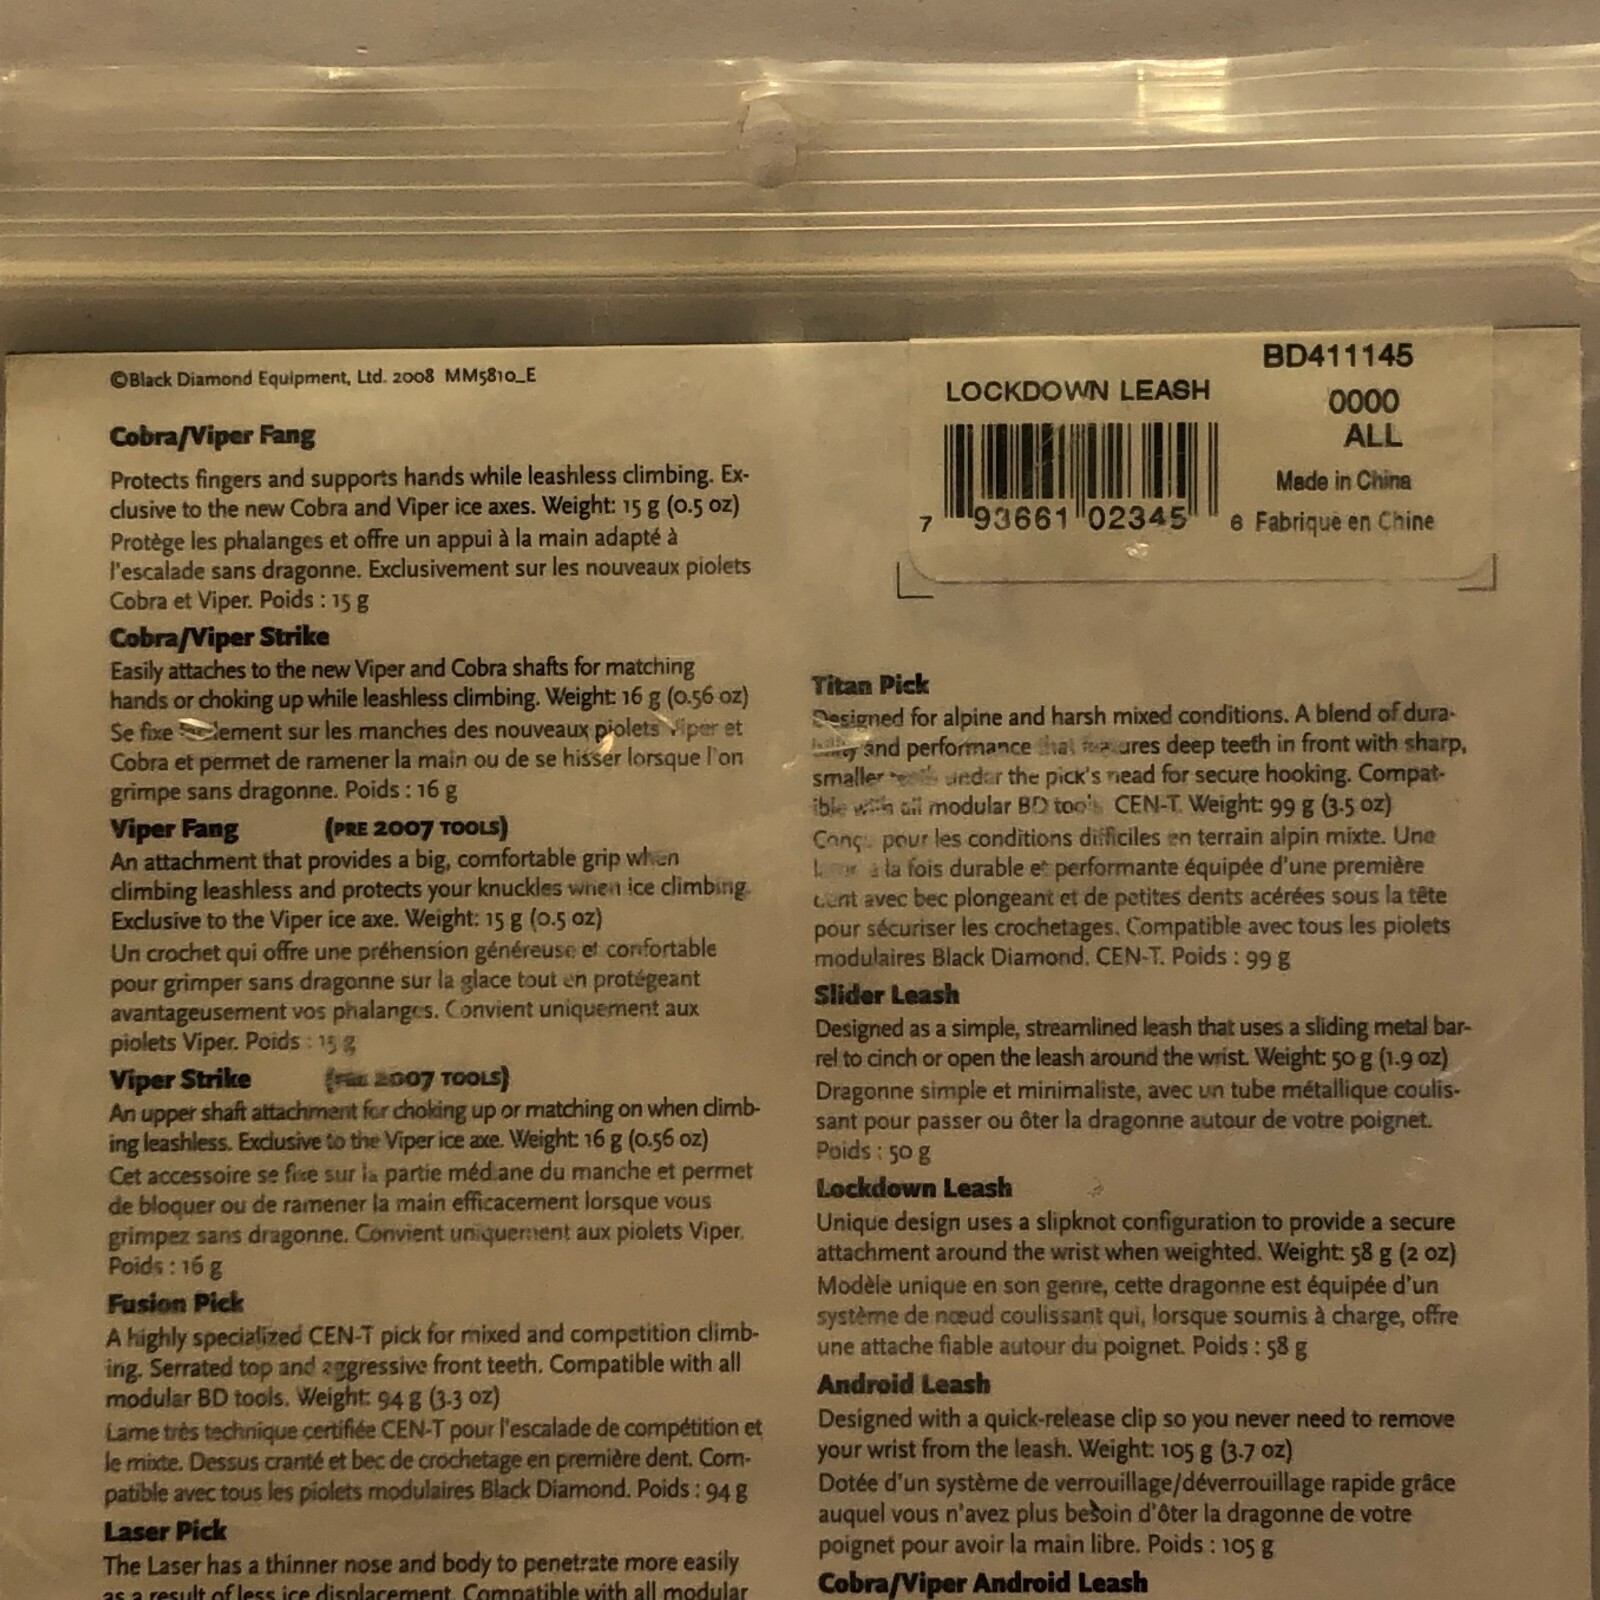 ©Black Diamond Equipment, Ltd. 2008 MM5810_E
Cobra/Viper Fang
Protects fingers and supports hands while leashless climbing. Ex-
clusive to the new Cobra and Viper ice axes. Weight: 15 g (0.5 oz)
Protège les phalanges et offre un appui à la main adapté à
l'escalade sans dragonne. Exclusivement sur les nouveaux piolets
Cobra et Viper. Poids : 15 g
Cobra/Viper Strike
Easily attaches to the new Viper and Cobra shafts for matching
hands or choking up while leashless climbing. Weight: 16 g (0.56 oz)
Se fixe sur les manches des nouveaux piolets Viper et
Cobra et permet de ramener la main ou de se hisser lorsque l'on
grimpe sans dragonne. Poids : 16 g
Viper Fang (PRE 2007 TOOLS)
An attachment that provides a big, comfortable grip when
climbing leashless and protects your knuckles when ice climbing.
Exclusive to the Viper ice axe. Weight: 15 g (0.5 oz)
Un crochet qui offre une préhension généreuse et confortable
pour grimper sans dragonne sur la glace tout en protégeant
avantageusement vos phalanges. Convient uniquement aux
piolets Viper. Poids : 15 g
Viper Strike (PRE 2007 TOOLS)
An upper shaft attachment for choking up or matching on when climb-
ing leashless. Exclusive to the Viper ice axe. Weight: 16 g (0.56 oz)
Cet accessoire se fixe sur la partie médiane du manche et permet
de bloquer ou de ramener la main efficacement lorsque vous
grimpez sans dragonne. Convient uniquement aux piolets Viper.
Poids : 16 g
Fusion Pick
A highly specialized CEN-T pick for mixed and competition climb-
ing. Serrated top and aggressive front teeth. Compatible with all
modular BD tools. Weight: 94 g (3.3 oz)
Lame très technique certifiée CEN-T pour l'escalade de compétition et
le mixte. Dessus cranté et bec de crochetage en première dent. Com-
patible avec tous les piolets modulaires Black Diamond. Poids : 94 g
Laser Pick
The Laser has a thinner nose and body to penetrate more easily
as a result of less ice displacement. Compatible with all modular
BD411145
LOCKDOWN LEASH
0000
ALL
Made in China
7 93661 02345 6 Fabrique en Chine
Titan Pick
Designed for alpine and harsh mixed conditions. A blend of dura-
bility and performance that features deep teeth in front with sharp,
smaller teeth under the pick's head for secure hooking. Compat-
ible with all modular BD tools. CEN-T. Weight: 99 g (3.5 oz)
pour les conditions difficiles en terrain alpin mixte. Une
à la fois durable et performante équipée d'une première
dent avec bec plongeant et de petites dents acérées sous la tête
pour sécuriser les crochetages. Compatible avec tous les piolets
modulaires Black Diamond. CEN-T. Poids : 99 g
Slider Leash
Designed as a simple, streamlined leash that uses a sliding metal bar-
rel to cinch or open the leash around the wrist. Weight: 50 g (1.9 oz)
Dragonne simple et minimaliste, avec un tube métallique coulis-
sant pour passer ou ôter la dragonne autour de votre poignet.
Poids : 50 g
Lockdown Leash
Unique design uses a slipknot configuration to provide a secure
attachment around the wrist when weighted. Weight: 58 g (2 oz)
Modèle unique en son genre, cette dragonne est équipée d'un
système de nœud coulissant qui, lorsque soumis à charge, offre
une attache fiable autour du poignet. Poids : 58 g
Android Leash
Designed with a quick-release clip so you never need to remove
your wrist from the leash. Weight: 105 g (3.7 oz)
Dotée d'un système de verrouillage/déverrouillage rapide grâce
auquel vous n'avez plus besoin d'ôter la dragonne de votre
poignet pour avoir la main libre. Poids : 105 g
Cobra/Viper Android Leash